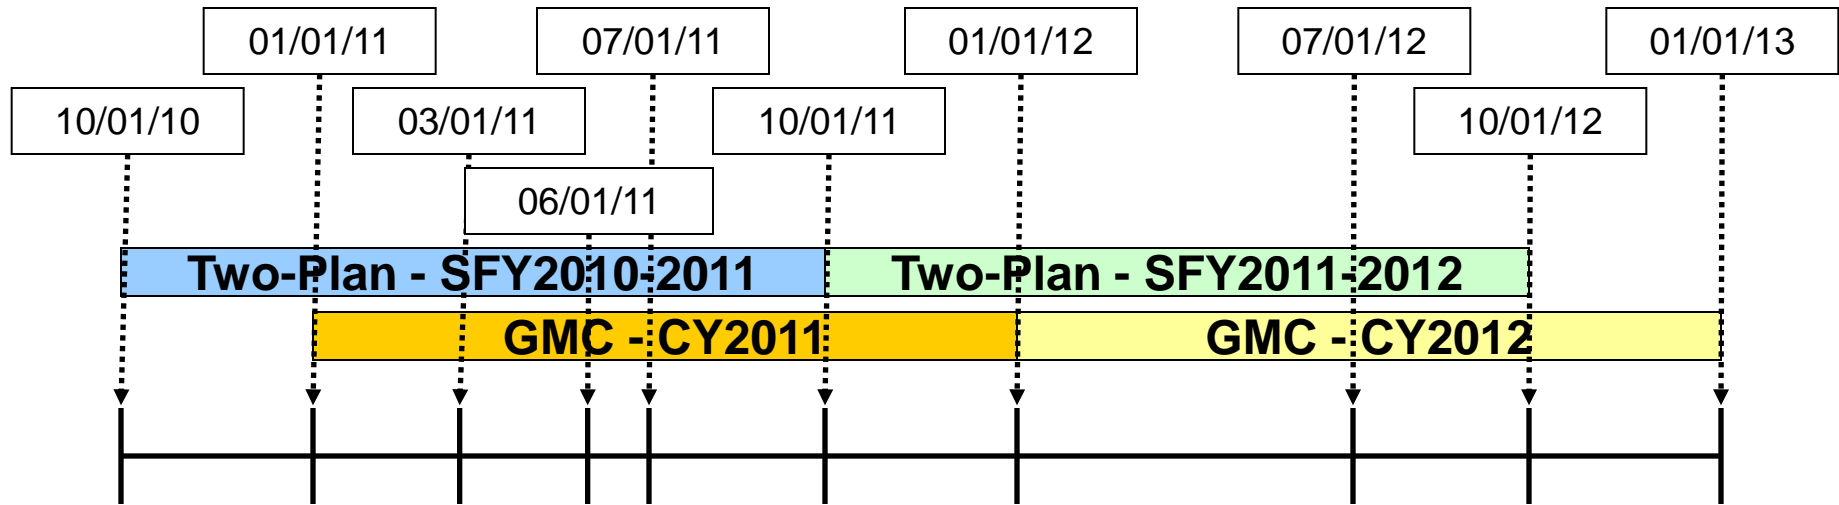 01/01/11
07/01/11
01/01/12
07/01/12
01/01/13
10/01/10
03/01/11
10/01/11
10/01/12
06/01/11
Two-Plan - SFY2010-2011
Two-Plan - SFY2011-2012
GMC - CY2011
GMC - CY2012